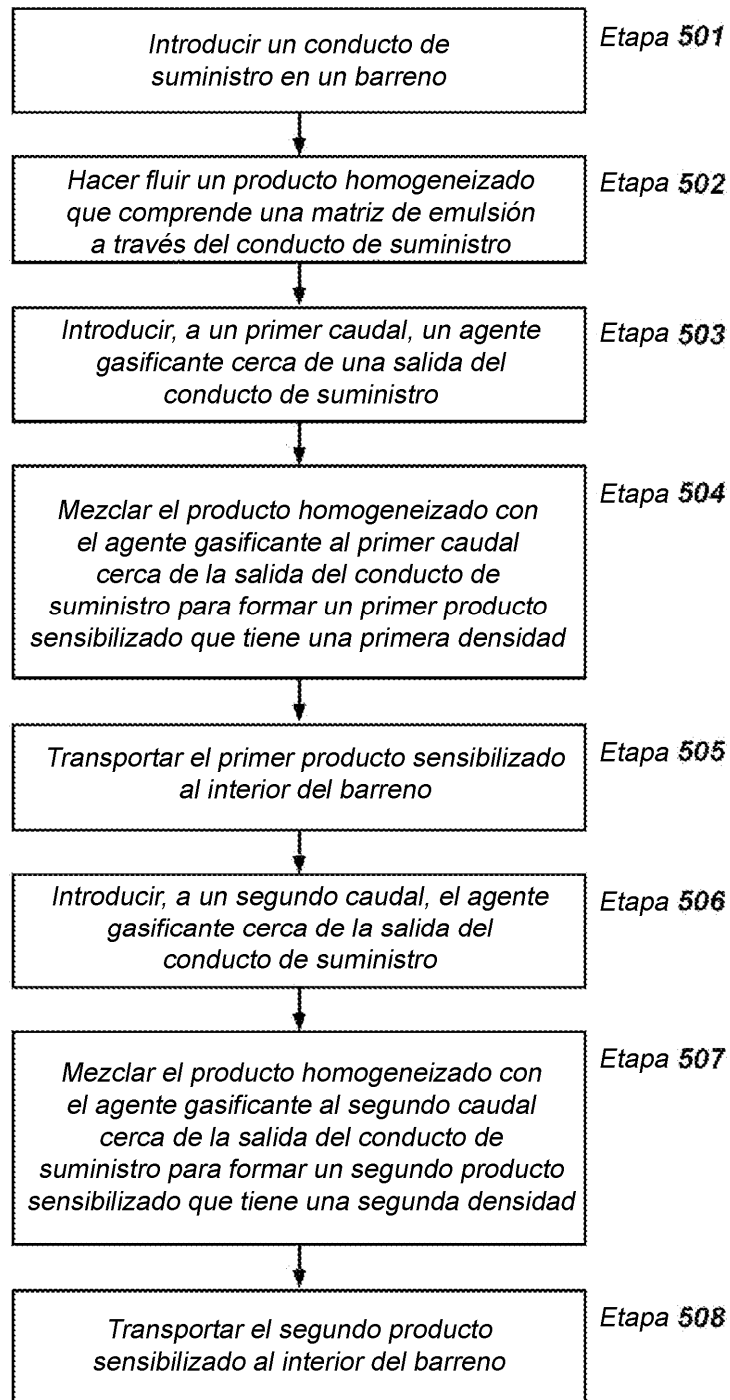 Introducir un conducto de
suministro en un barreno
Etapa 501
Hacer fluir un producto homogeneizado
que comprende una matriz de emulsión
a través del conducto de suministro
Etapa 502
Introducir, a un primer caudal, un agente
gasificante cerca de una salida del
conducto de suministro
Etapa 503
Mezclar el producto homogeneizado con
el agente gasificante al primer caudal
cerca de la salida del conducto de
suministro para formar un primer producto
sensibilizado que tiene una primera densidad
Etapa 504
Transportar el primer producto sensibilizado
al interior del barreno
Etapa 505
Introducir, a un segundo caudal, el agente
gasificante cerca de la salida del
conducto de suministro
Etapa 506
Mezclar el producto homogeneizado con
el agente gasificante al segundo caudal
cerca de la salida del conducto de
suministro para formar un segundo producto
sensibilizado que tiene una segunda densidad
Etapa 507
Transportar el segundo producto
sensibilizado al interior del barreno
Etapa 508